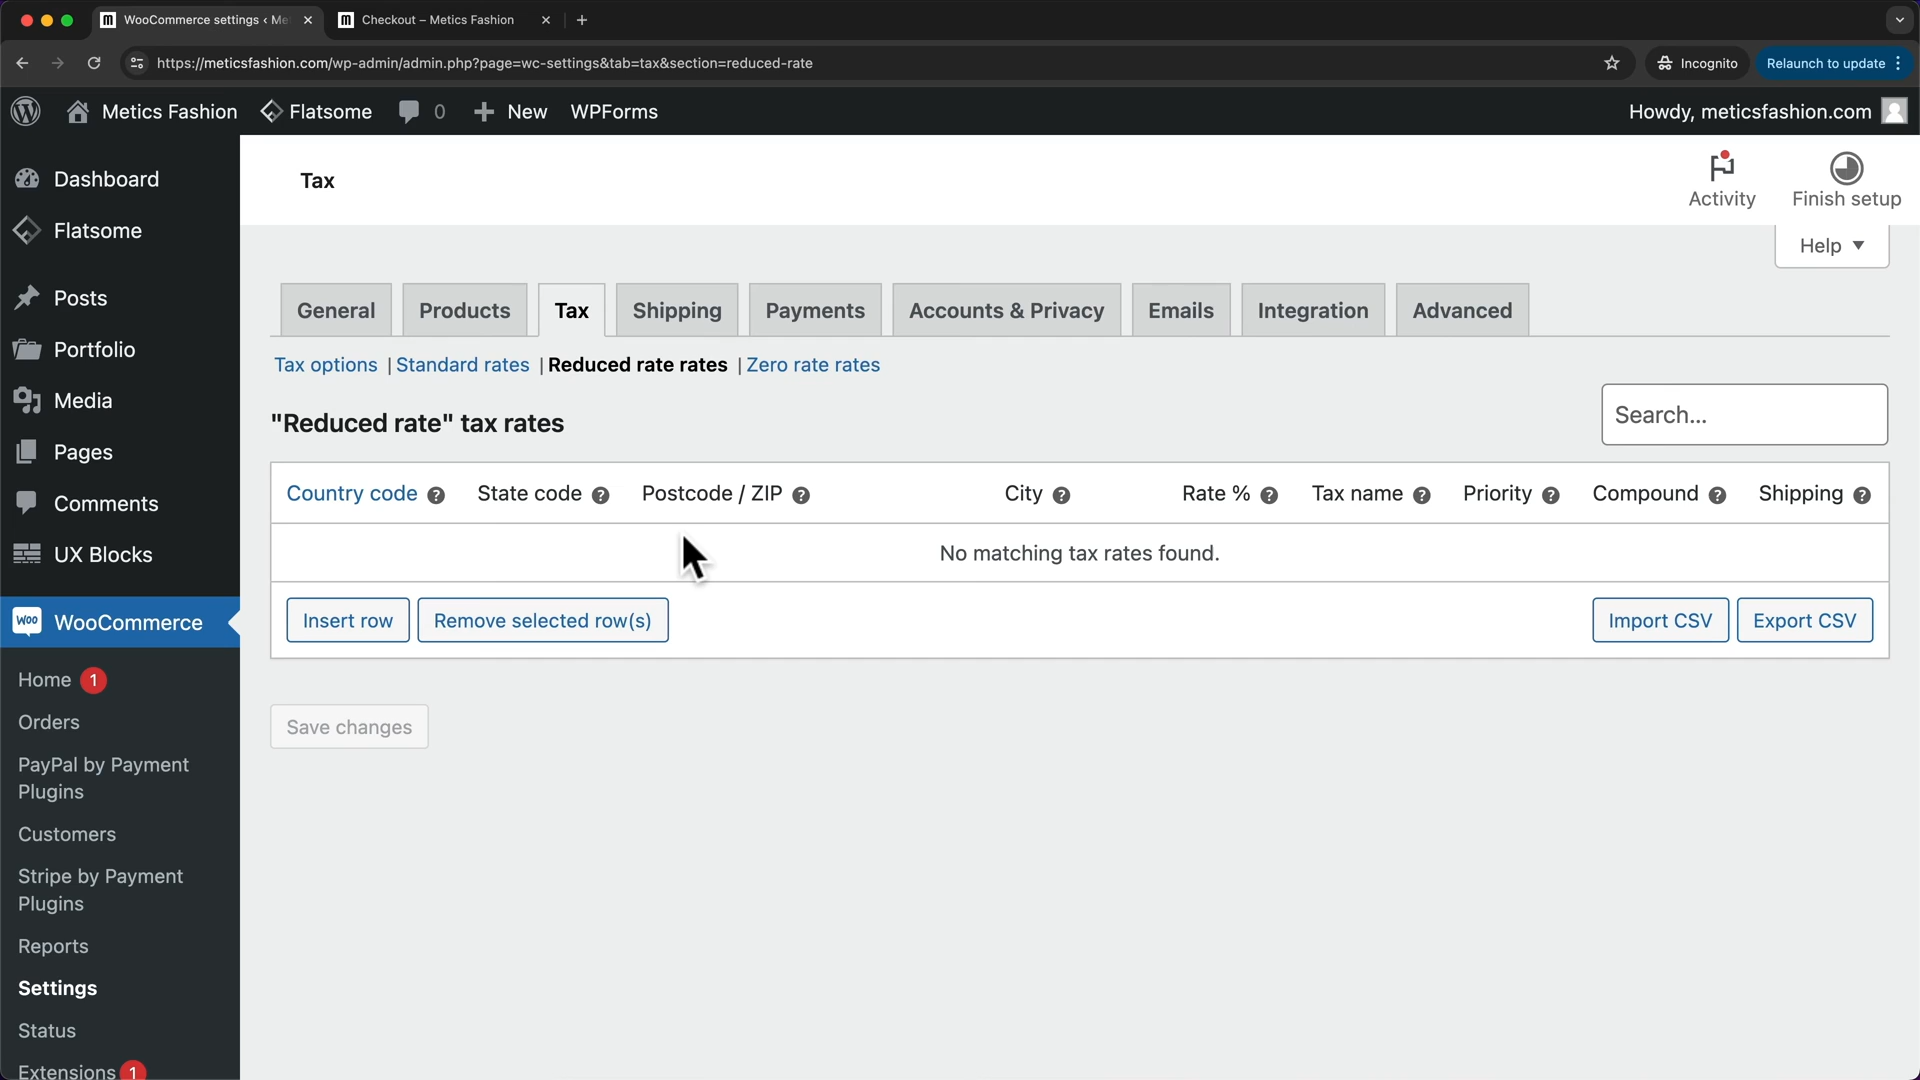 WooCommerce settings ‹ Me
Checkout – Metics Fashion
https://meticsfashion.com/wp-admin/admin.php?page=wc-settings&tab=tax&section=reduced-rate
Incognito
Relaunch to update
Metics Fashion
Flatsome
0
New
WPForms
Howdy, meticsfashion.com
Dashboard
Flatsome
Posts
Portfolio
Media
Pages
Comments
UX Blocks
WooCommerce
Home 1
Orders
PayPal by Payment
Plugins
Customers
Stripe by Payment
Plugins
Reports
Settings
Status
Extensions 1
Tax
Activity
Finish setup
Help
General
Products
Tax
Shipping
Payments
Accounts & Privacy
Emails
Integration
Advanced
Tax options | Standard rates | Reduced rate rates | Zero rate rates
"Reduced rate" tax rates
Search...
Country code ? State code ? Postcode / ZIP ? City ? Rate % ? Tax name ? Priority ? Compound ? Shipping ?
No matching tax rates found.
Insert row
Remove selected row(s)
Import CSV
Export CSV
Save changes